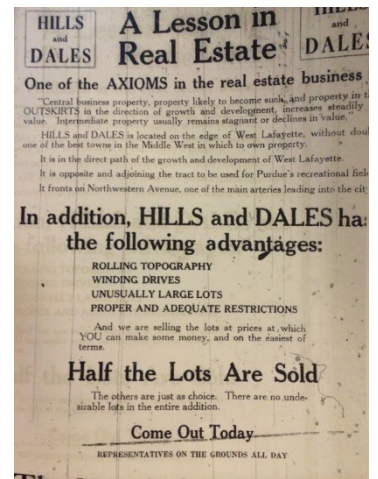 HILLS
and
DALES
A Lesson in
Real Estate
HILLS
and
DALES
One of the AXIOMS in the real estate business
"Central business property, property likely to become such, and property in
OUTSKIRTS in the direction of growth and development, increases steadily
value. Intermediate property usually remains stagnant or declines in value."
HILLS and DALES is located on the edge of West Lafayette, without
one of the best towns in the Middle West in which to own property.
It is in the direct path of the growth and development of West Lafayette.
It is opposite and adjoining the tract to be used for Purdue's recreational
It fronts on Northwestern Avenue, one of the main arteries leading into the
In addition, HILLS and DALES
the following advantages:
ROLLING TOPOGRAPHY
WINDING DRIVES
UNUSUALLY LARGE LOTS
PROPER AND ADEQUATE RESTRICTIONS
And we are selling the lots at prices at which
YOU can make some money, and on the easiest of
terms.
Half the Lots Are Sold
The others are just as choice. There are no unde-
sirable lots in the entire addition.
Come Out Today
REPRESENTATIVES ON THE GROUNDS ALL DAY